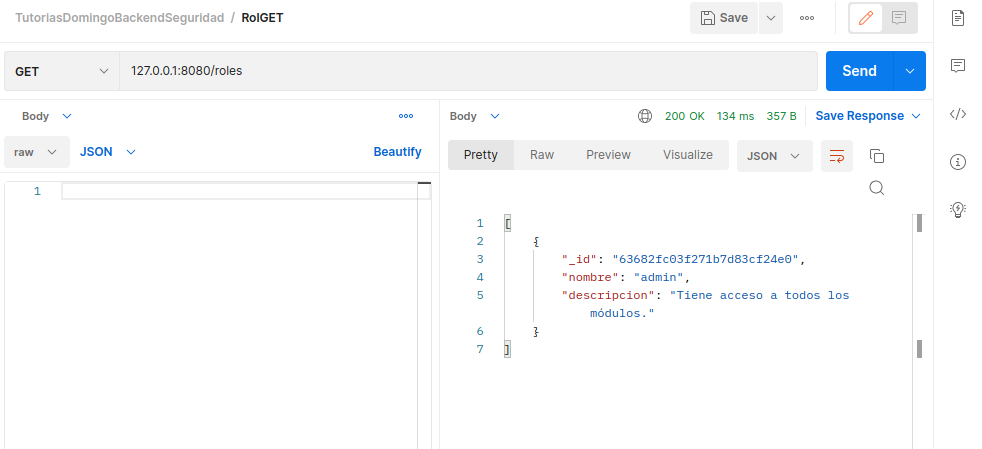 TutoriasDomingoBackendSeguridad / RolGET
Save
GET
127.0.0.1:8080/roles
Send
Body
raw
JSON
Beautify
1
Body
200 OK
134 ms
357 B
Save Response
Pretty
Raw
Preview
Visualize
JSON
1 [
2 {
3 "_id": "63682fc03f271b7d83cf24e0",
4 "nombre": "admin",
5 "descripcion": "Tiene acceso a todos los
módulos."
6 }
7 ]